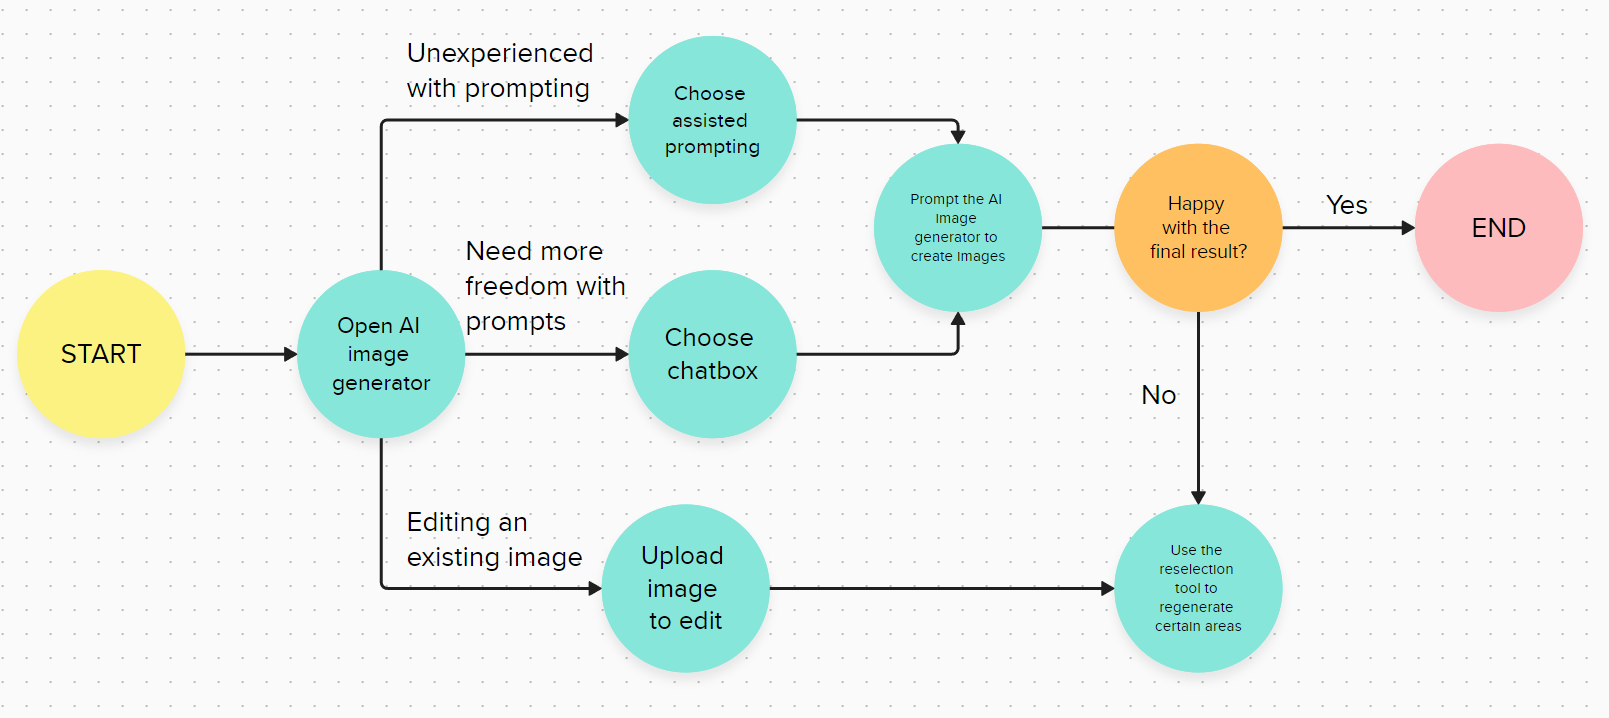 START
Open AI
image
generator
Unexperienced
with prompting
Choose
assisted
prompting
Need more
freedom with
prompts
Choose
chatbox
Editing an
existing image
Upload
image
to edit
Prompt the AI
image
generator to
create images
Happy
with the
final result?
Yes
END
No
Use the
reselection
tool to
regenerate
certain areas